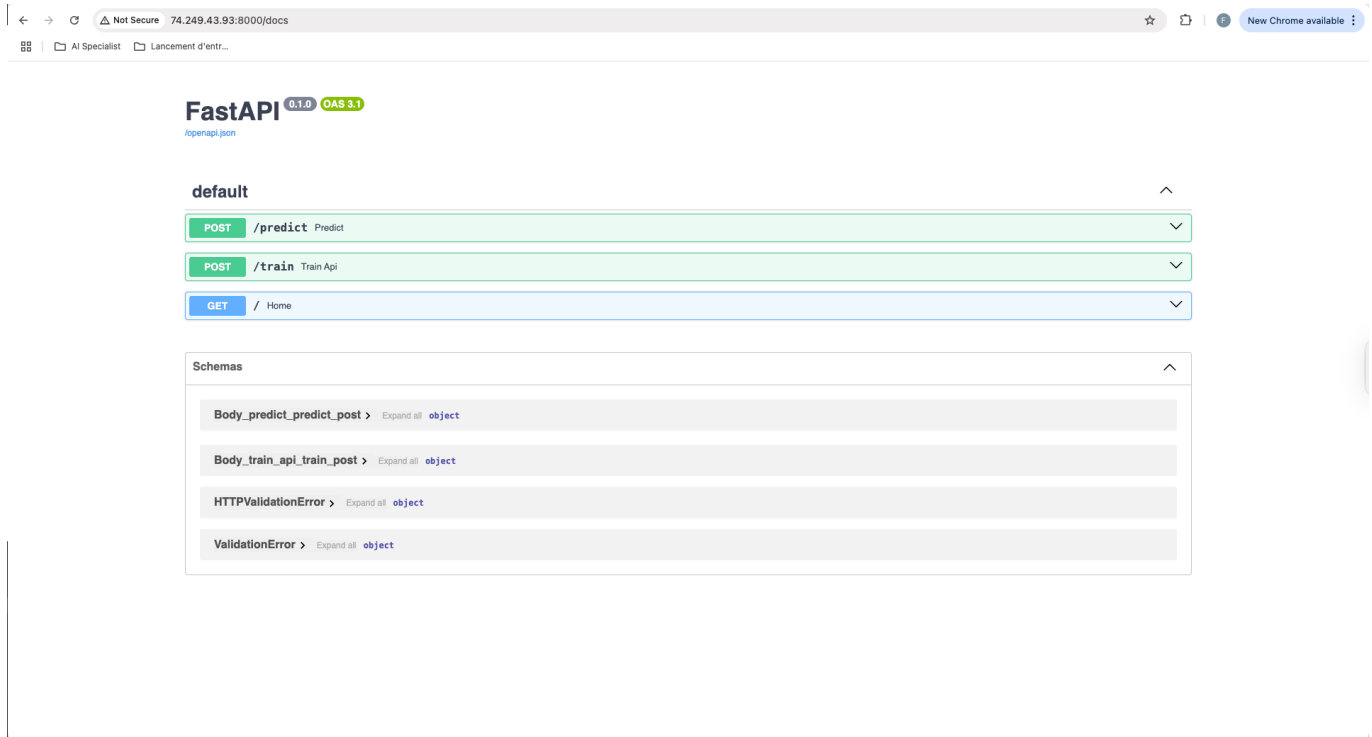 Not Secure 74.249.43.93:8000/docs F New Chrome available
AI Specialist Lancement d'entr...
FastAPI 0.1.0 OAS 3.1
/openapi.json
default
POST /predict Predict
POST /train Train Api
GET / Home
Schemas
Body_predict_predict_post Expand all object
Body_train_api_train_post Expand all object
HTTPValidationError Expand all object
ValidationError Expand all object